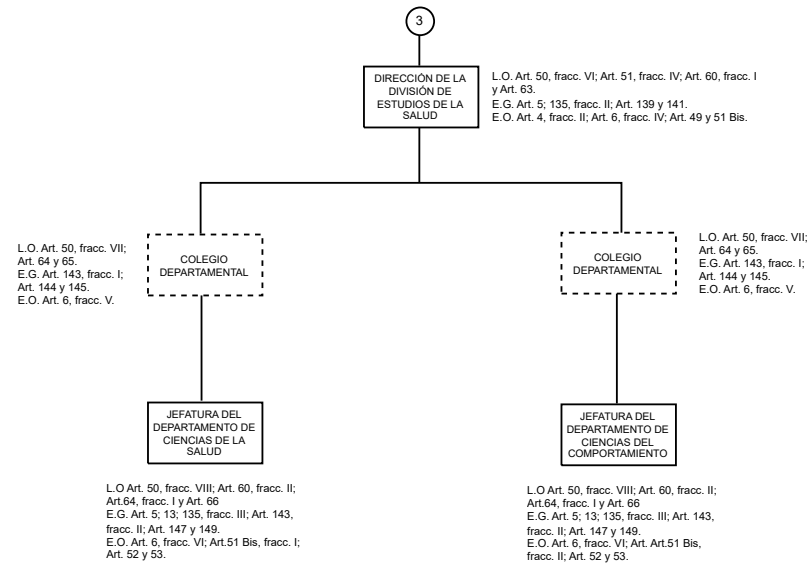 3
DIRECCIÓN DE LA
DIVISIÓN DE
ESTUDIOS DE LA
SALUD
L.O. Art. 50, fracc. VI; Art. 51, fracc. IV; Art. 60, fracc. I
y Art. 63.
E.G. Art. 5; 135, fracc. II; Art. 139 y 141.
E.O. Art. 4, fracc. II; Art. 6, fracc. IV; Art. 49 y 51 Bis.
L.O. Art. 50, fracc. VII;
Art. 64 y 65.
E.G. Art. 143, fracc. I;
Art. 144 y 145.
E.O. Art. 6, fracc. V.
COLEGIO
DEPARTAMENTAL
COLEGIO
DEPARTAMENTAL
L.O. Art. 50, fracc. VII;
Art. 64 y 65.
E.G. Art. 143, fracc. I;
Art. 144 y 145.
E.O. Art. 6, fracc. V.
JEFATURA DEL
DEPARTAMENTO DE
CIENCIAS DE LA
SALUD
L.O Art. 50, fracc. VIII; Art. 60, fracc. II;
Art.64, fracc. I y Art. 66
E.G. Art. 5; 13; 135, fracc. III; Art. 143,
fracc. II; Art. 147 y 149.
E.O. Art. 6, fracc. VI; Art.51 Bis, fracc. I;
Art. 52 y 53.
JEFATURA DEL
DEPARTAMENTO DE
CIENCIAS DEL
COMPORTAMIENTO
L.O Art. 50, fracc. VIII; Art. 60, fracc. II;
Art.64, fracc. I y Art. 66
E.G. Art. 5; 13; 135, fracc. III; Art. 143,
fracc. II; Art. 147 y 149.
E.O. Art. 6, fracc. VI; Art. Art.51 Bis,
fracc. II; Art. 52 y 53.